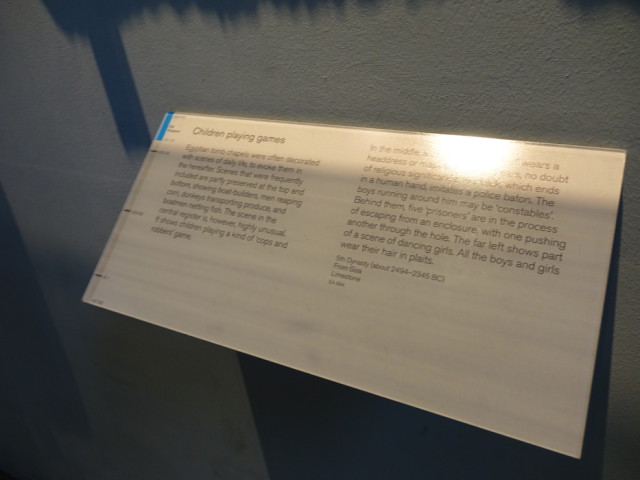 Children playing games
Egyptian tomb chapels were often decorated
with scenes of daily life, to evoke them in
the hereafter. Scenes that were frequently
included are partly preserved at the top and
bottom, showing boat-builders, men reaping
corn, donkeys transporting produce, and
boatmen netting fish. The scene in the
central register is, however, highly unusual.
It shows children playing a kind of 'cops and
robbers' game.
In the middle, a wears a
headdress or no doubt
of religious which ends
in a human hand, imitates a police baton. The
boys running around him may be 'constables'.
Behind them, five 'prisoners' are in the process
of escaping from an enclosure, with one pushing
another through the hole. The far left shows part
of a scene of dancing girls. All the boys and girls
wear their hair in plaits.
5th Dynasty (about 2494-2345 BC)
From Giza
Limestone